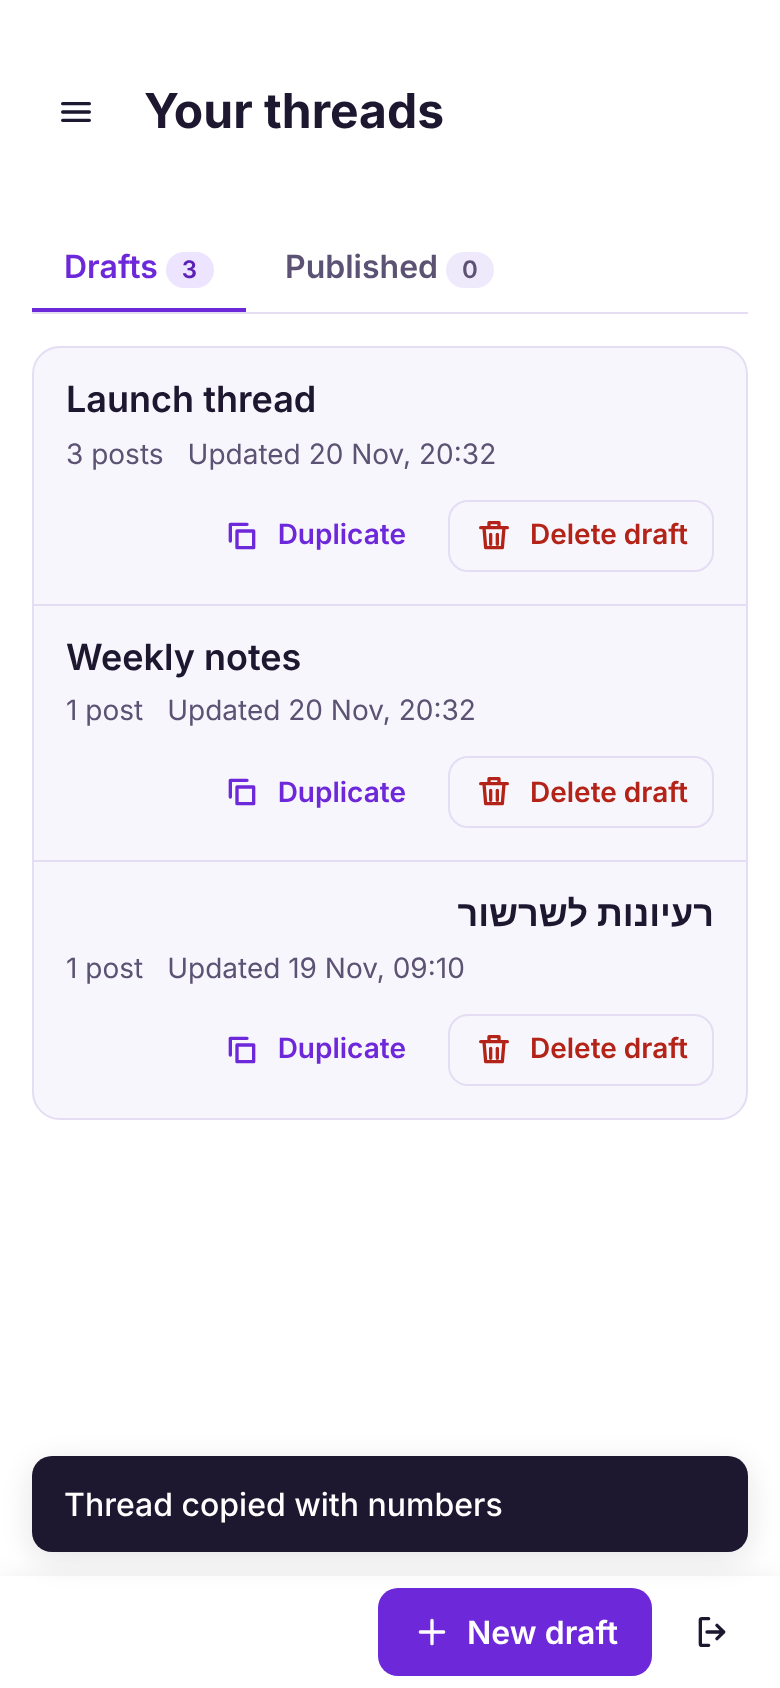 Your threads
Drafts 3
Published 0
Launch thread
3 posts Updated 20 Nov, 20:32
Duplicate
Delete draft
Weekly notes
1 post Updated 20 Nov, 20:32
Duplicate
Delete draft
רעיונות לשרשור
1 post Updated 19 Nov, 09:10
Duplicate
Delete draft
Thread copied with numbers
New draft